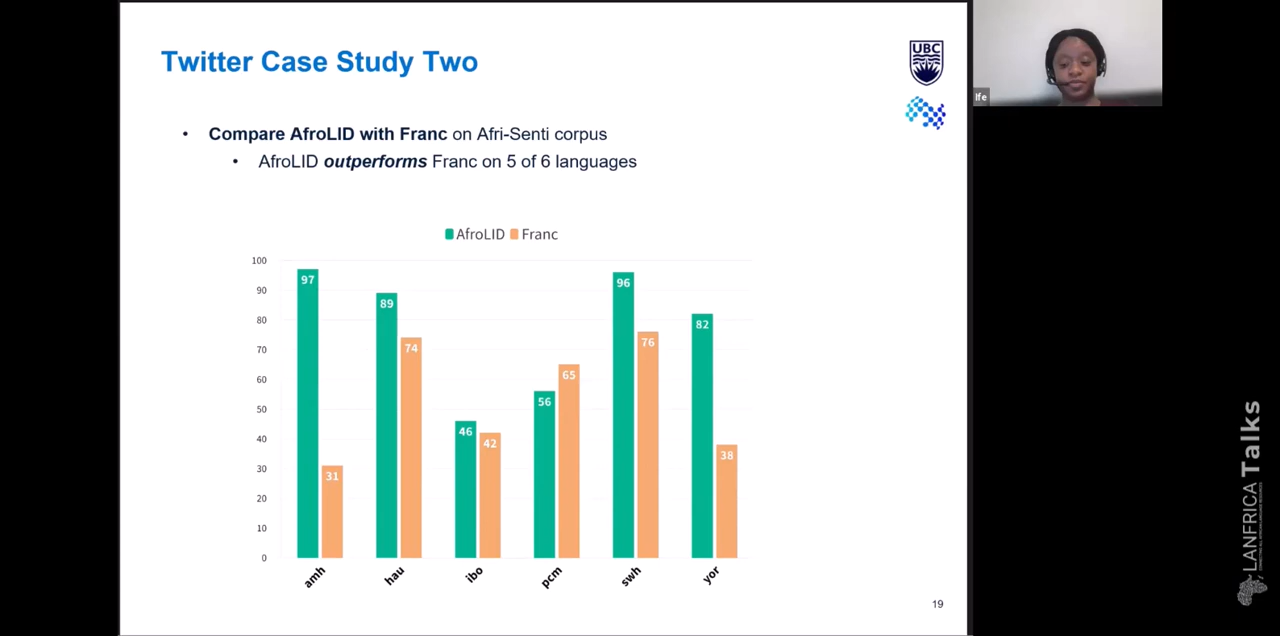 Twitter Case Study Two
UBC
Ife
• Compare AfroLID with Franc on Afri-Senti corpus
• AfroLID outperforms Franc on 5 of 6 languages
AfroLID Franc
100
90
80
70
60
50
40
30
20
10
0
97
31
89
74
46
42
56
65
96
76
82
38
amh
hau
ibo
pcm
swh
yor
19
LANFRICA Talks